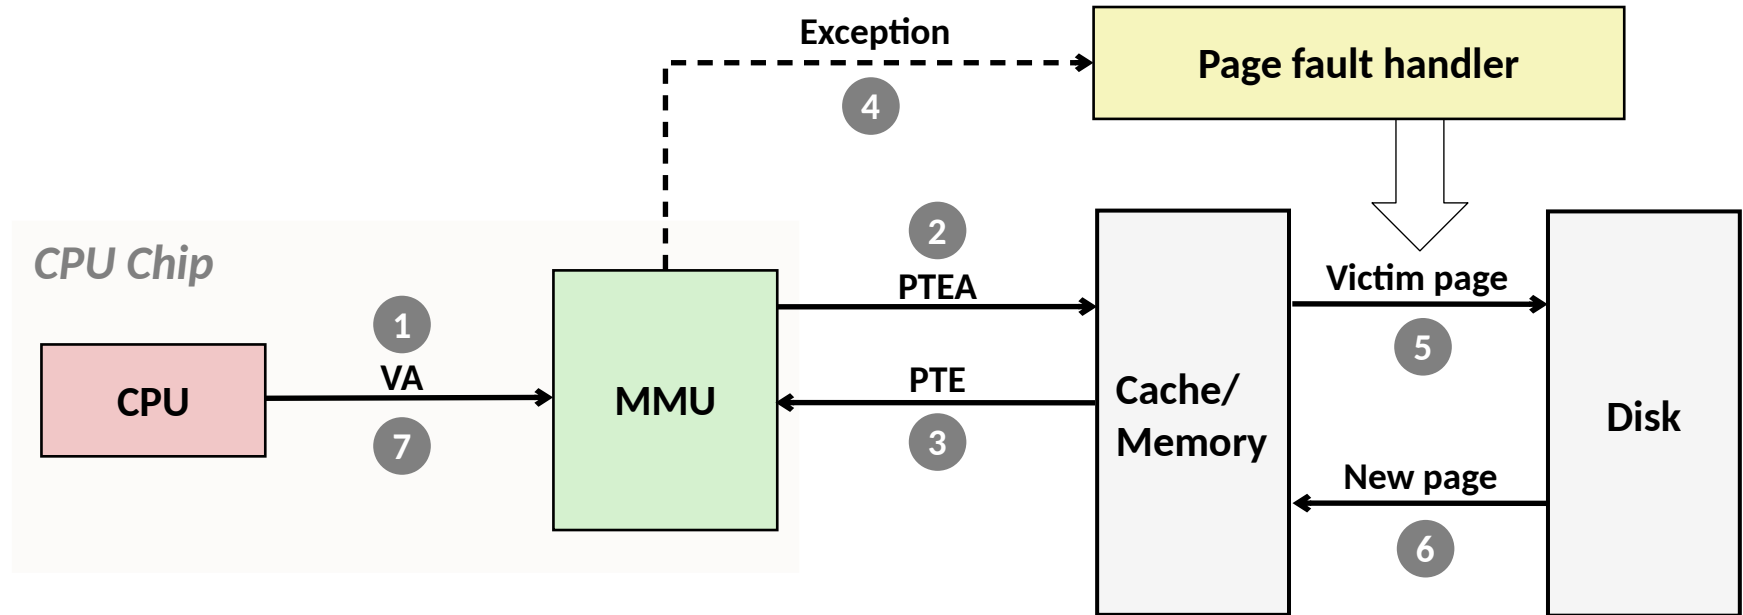 Exception
Page fault handler
4
2
CPU Chip
PTEA
Victim page
1
5
VA
PTE
Cache/
Memory
CPU
MMU
Disk
7
3
New page
6